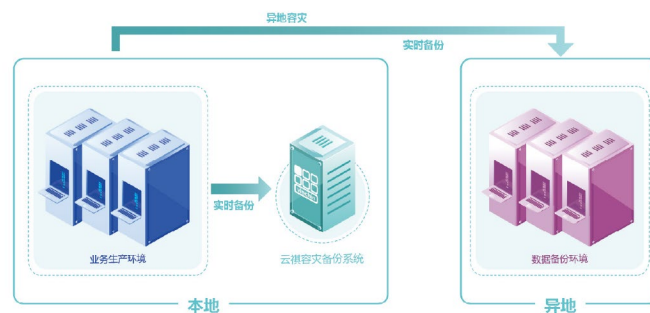 异地容灾
实时备份
实时备份
业务生产环境
云祺容灾备份系统
数据备份环境
本地
异地